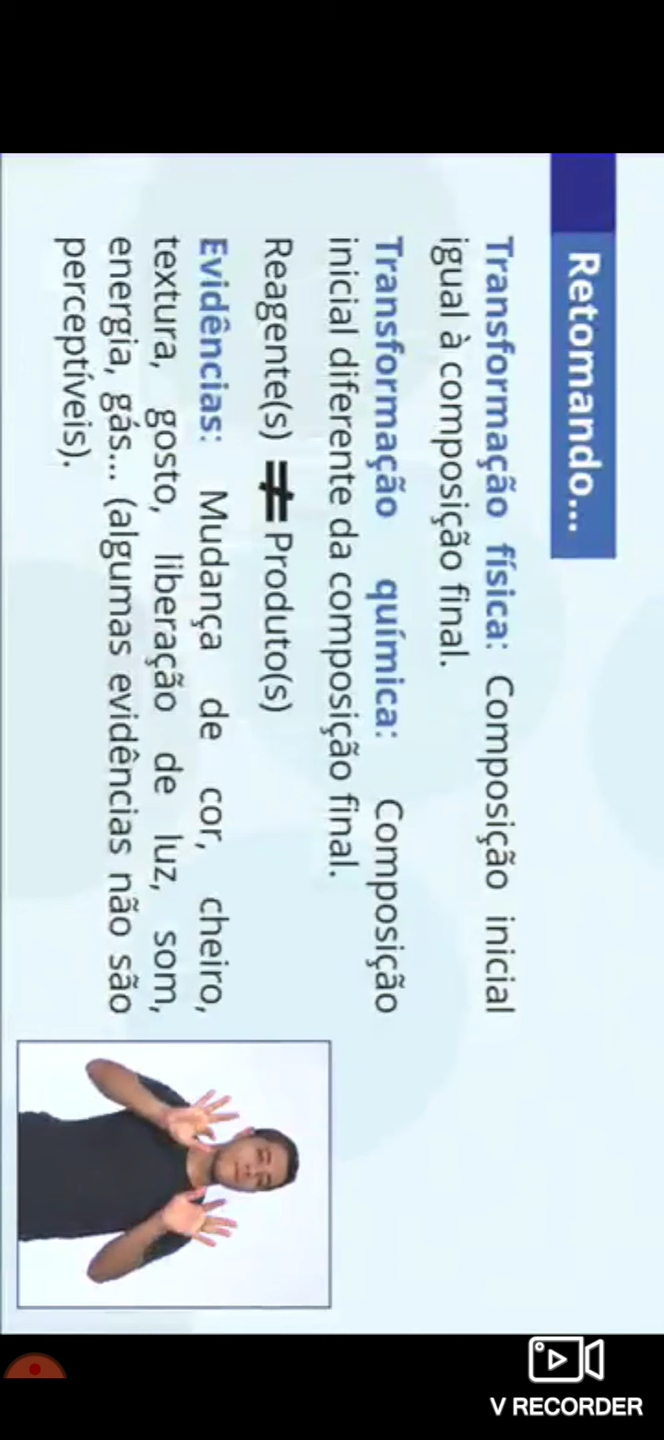 Retomando...
Transformação física: Composição inicial
igual à composição final.
Transformação química: Composição
inicial diferente da composição final.
Reagente(s) ≠ Produto(s)
Evidências: Mudança de cor, cheiro,
textura, gosto, liberação de luz, som,
energia, gás... (algumas evidências não são
perceptíveis).
V RECORDER